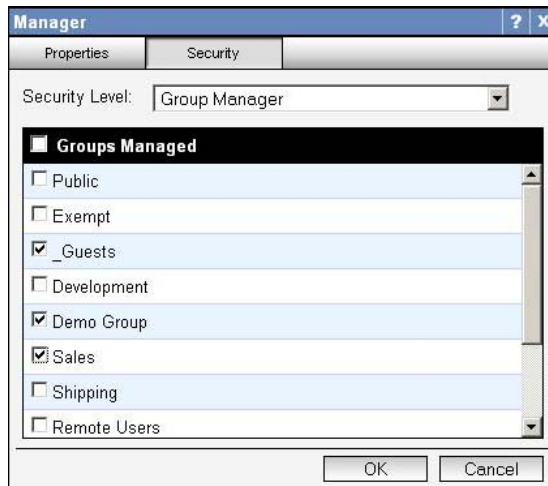 Manager ? X
Properties Security
Security Level: Group Manager
Groups Managed
Public
Exempt
_Guests
Development
Demo Group
Sales
Shipping
Remote Users
OK Cancel